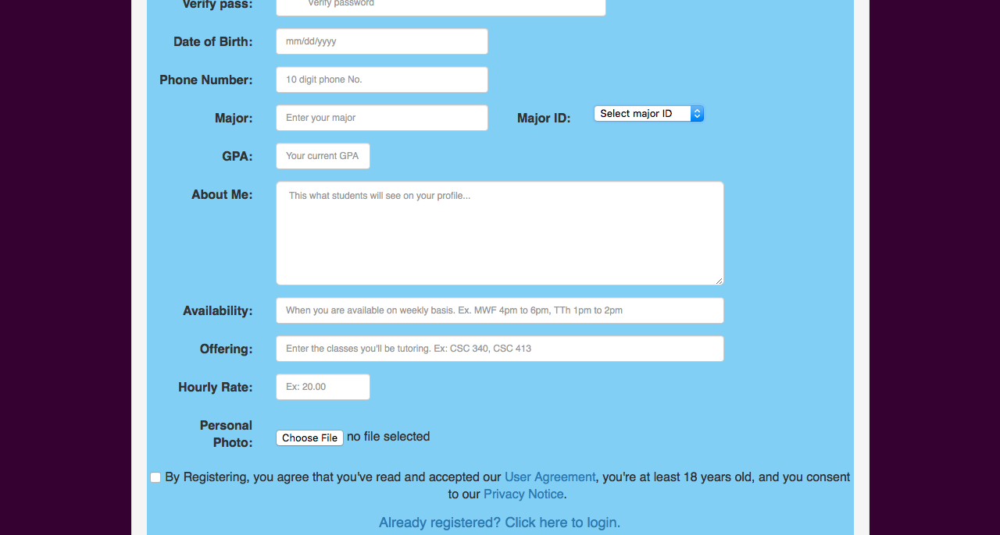 Verify pass: Verify password
Date of Birth: mm/dd/yyyy
Phone Number: 10 digit phone No.
Major: Enter your major Major ID: Select major ID
GPA: Your current GPA
About Me: This what students will see on your profile...
Availability: When you are available on weekly basis. Ex. MWF 4pm to 6pm, TTh 1pm to 2pm
Offering: Enter the classes you'll be tutoring. Ex: CSC 340, CSC 413
Hourly Rate: Ex: 20.00
Personal
Photo: Choose File no file selected
By Registering, you agree that you've read and accepted our User Agreement, you're at least 18 years old, and you consent
to our Privacy Notice.
Already registered? Click here to login.